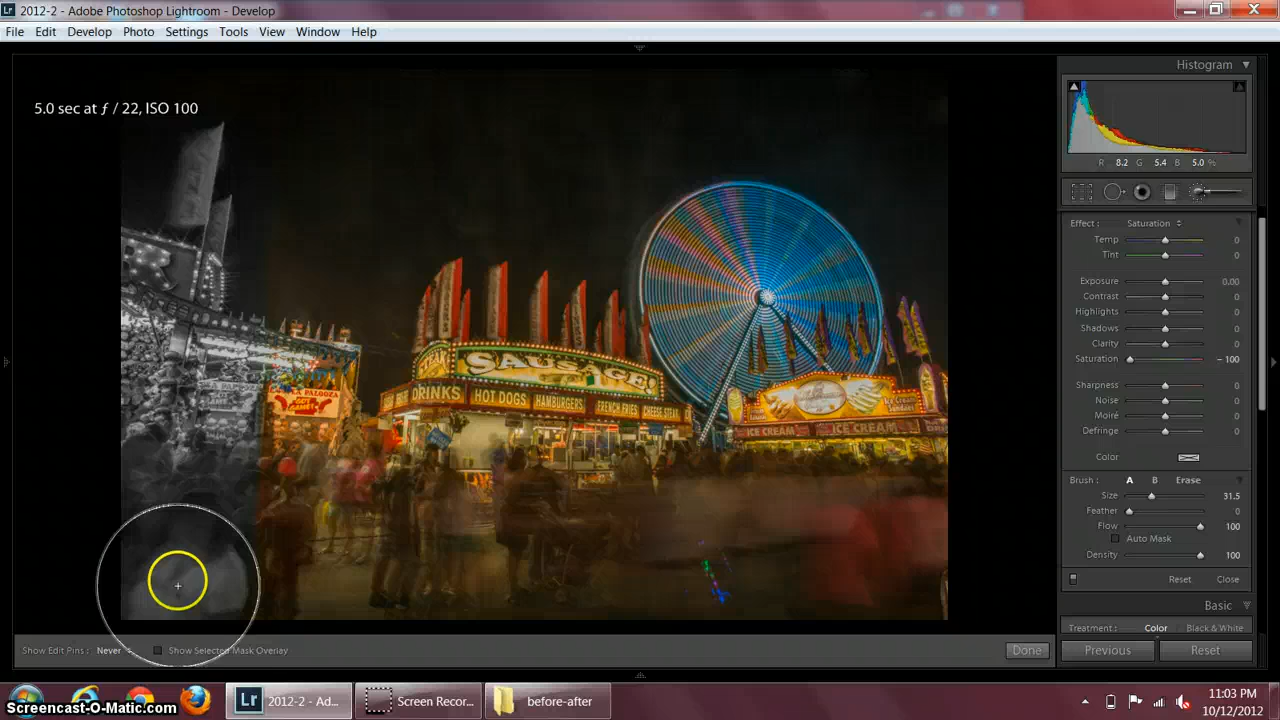 2012-2 - Adobe Photoshop Lightroom - Develop
File Edit Develop Photo Settings Tools View Window Help
Histogram
5.0 sec at ƒ / 22, ISO 100
R 8.2 G 5.4 B 5.0 %
Effect : Saturation
Temp 0
Tint 0
Exposure 0.00
Contrast 0
Highlights 0
Shadows 0
Clarity 0
Saturation – 100
Sharpness 0
Noise 0
Moiré 0
Defringe 0
Color
Brush : A B Erase
Size 31.5
Feather 0
Flow 100
Auto Mask
Density 100
Reset Close
Basic
Treatment : Color Black & White
Previous Reset
SAUSAGE!
DRINKS HOT DOGS HAMBURGERS FRENCH FRIES CHEESE STEAK
ICE CREAM ICE CREAM
Ice Cream
Sundaes
Show Edit Pins : Never Show Selected Mask Overlay Done
Lr 2012-2 - Ad... Screen Recor... before-after
Screencast-O-Matic.com
11:03 PM
10/12/2012